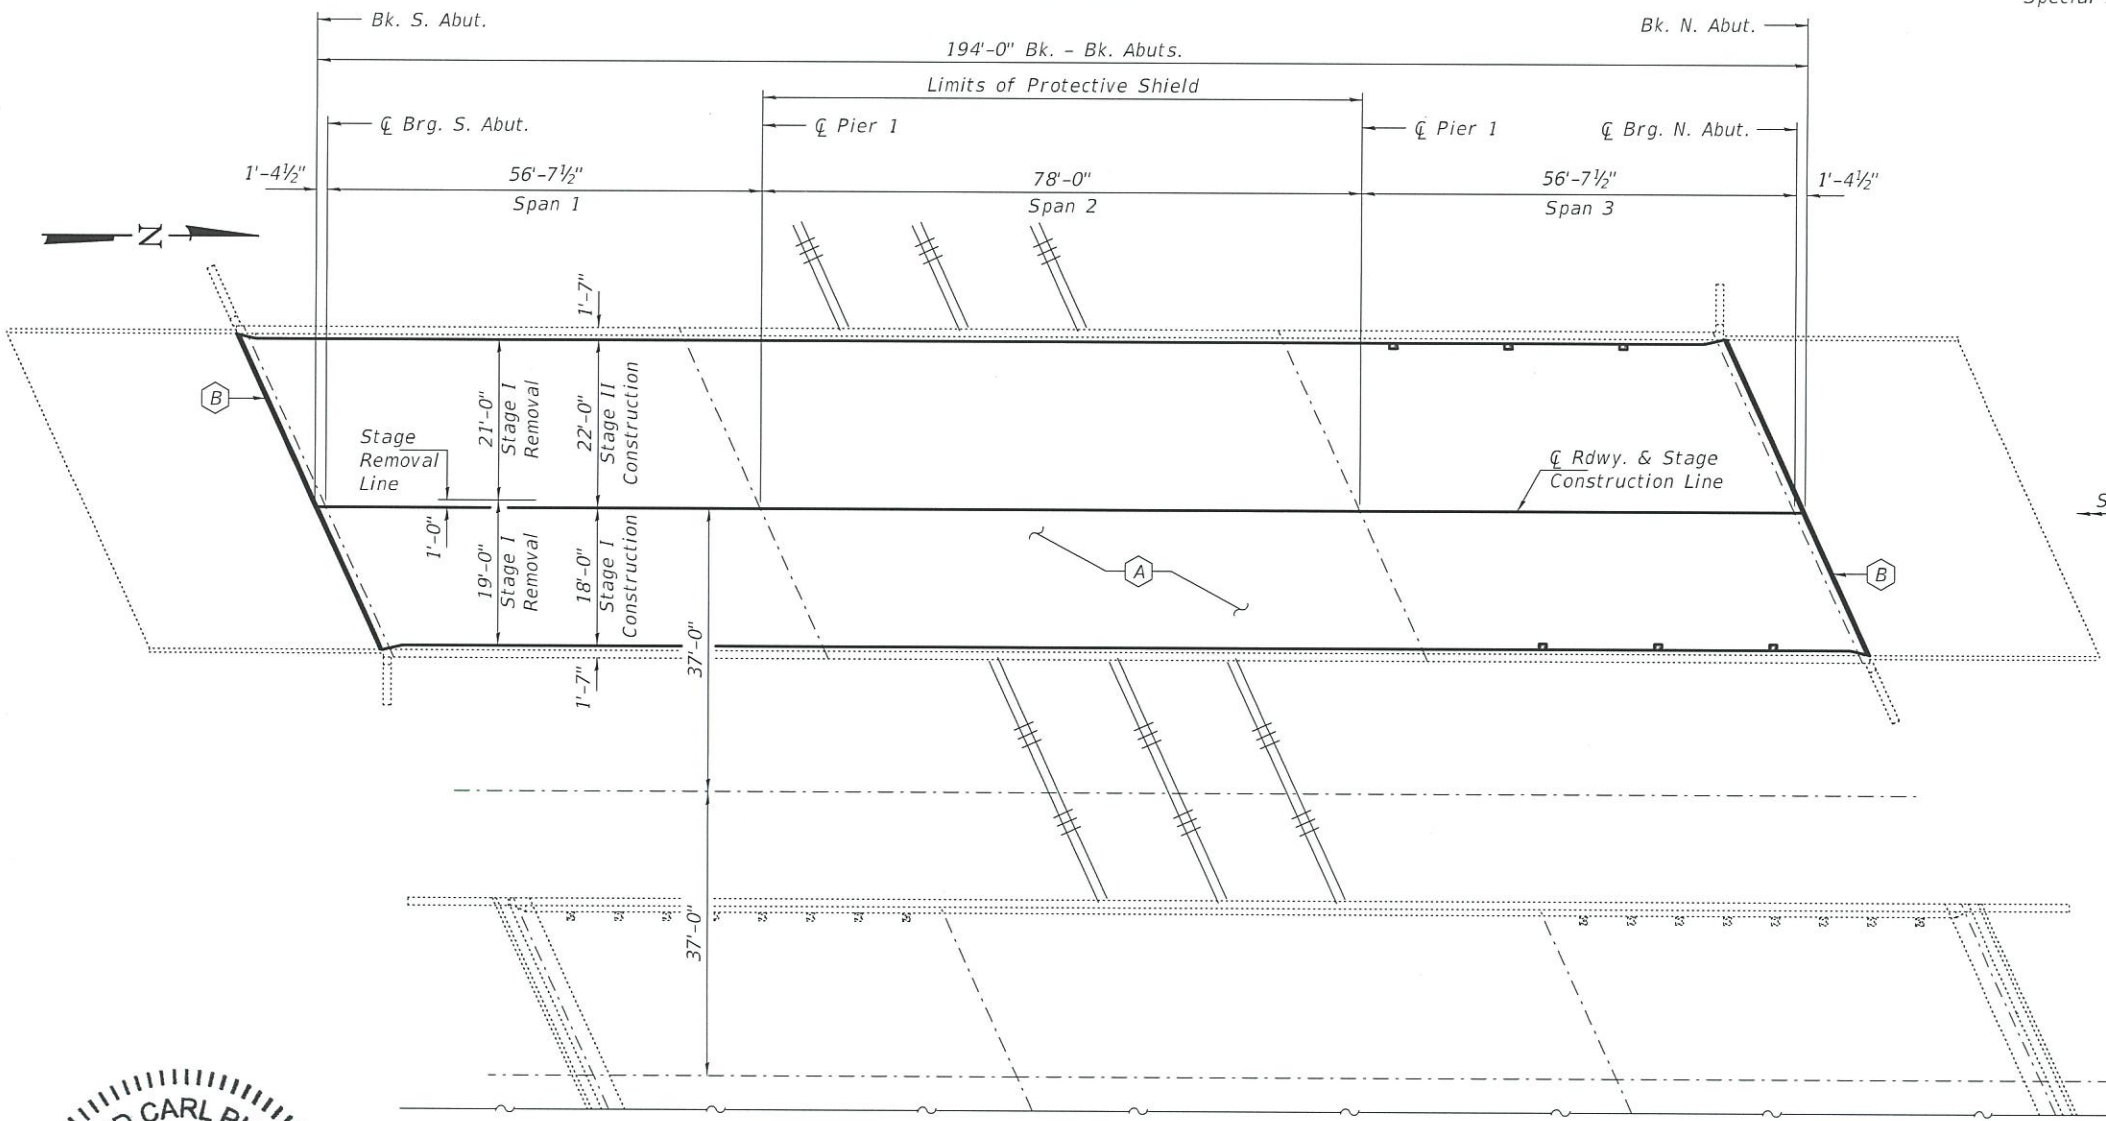 Special
Bk. S. Abut.
Bk. N. Abut.
194'-0" Bk. - Bk. Abuts.
Limits of Protective Shield
℄ Brg. S. Abut.
℄ Pier 1
℄ Pier 1
℄ Brg. N. Abut.
1'-4½"
56'-7½"
Span 1
78'-0"
Span 2
56'-7½"
Span 3
1'-4½"
N
1'-7"
B
21'-0"
Stage I
Removal
22'-0"
Stage II
Construction
Stage
Removal
Line
℄ Rdwy. & Stage
Construction Line
S
1'-0"
19'-0"
Stage I
Removal
18'-0"
Stage I
Construction
A
B
37'-0"
1'-7"
37'-0"
CARL